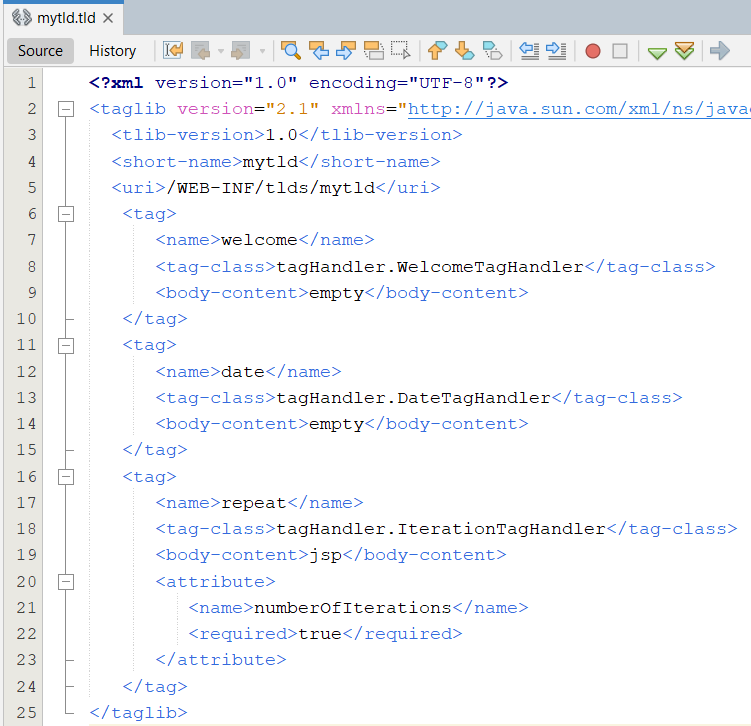 mytld.tld
Source History
1 <?xml version="1.0" encoding="UTF-8"?>
2 <taglib version="2.1" xmlns="http://java.sun.com/xml/ns/java
3 <tlib-version>1.0</tlib-version>
4 <short-name>mytld</short-name>
5 <uri>/WEB-INF/tlds/mytld</uri>
6 <tag>
7 <name>welcome</name>
8 <tag-class>tagHandler.WelcomeTagHandler</tag-class>
9 <body-content>empty</body-content>
10 </tag>
11 <tag>
12 <name>date</name>
13 <tag-class>tagHandler.DateTagHandler</tag-class>
14 <body-content>empty</body-content>
15 </tag>
16 <tag>
17 <name>repeat</name>
18 <tag-class>tagHandler.IterationTagHandler</tag-class>
19 <body-content>jsp</body-content>
20 <attribute>
21 <name>numberOfIterations</name>
22 <required>true</required>
23 </attribute>
24 </tag>
25 </taglib>